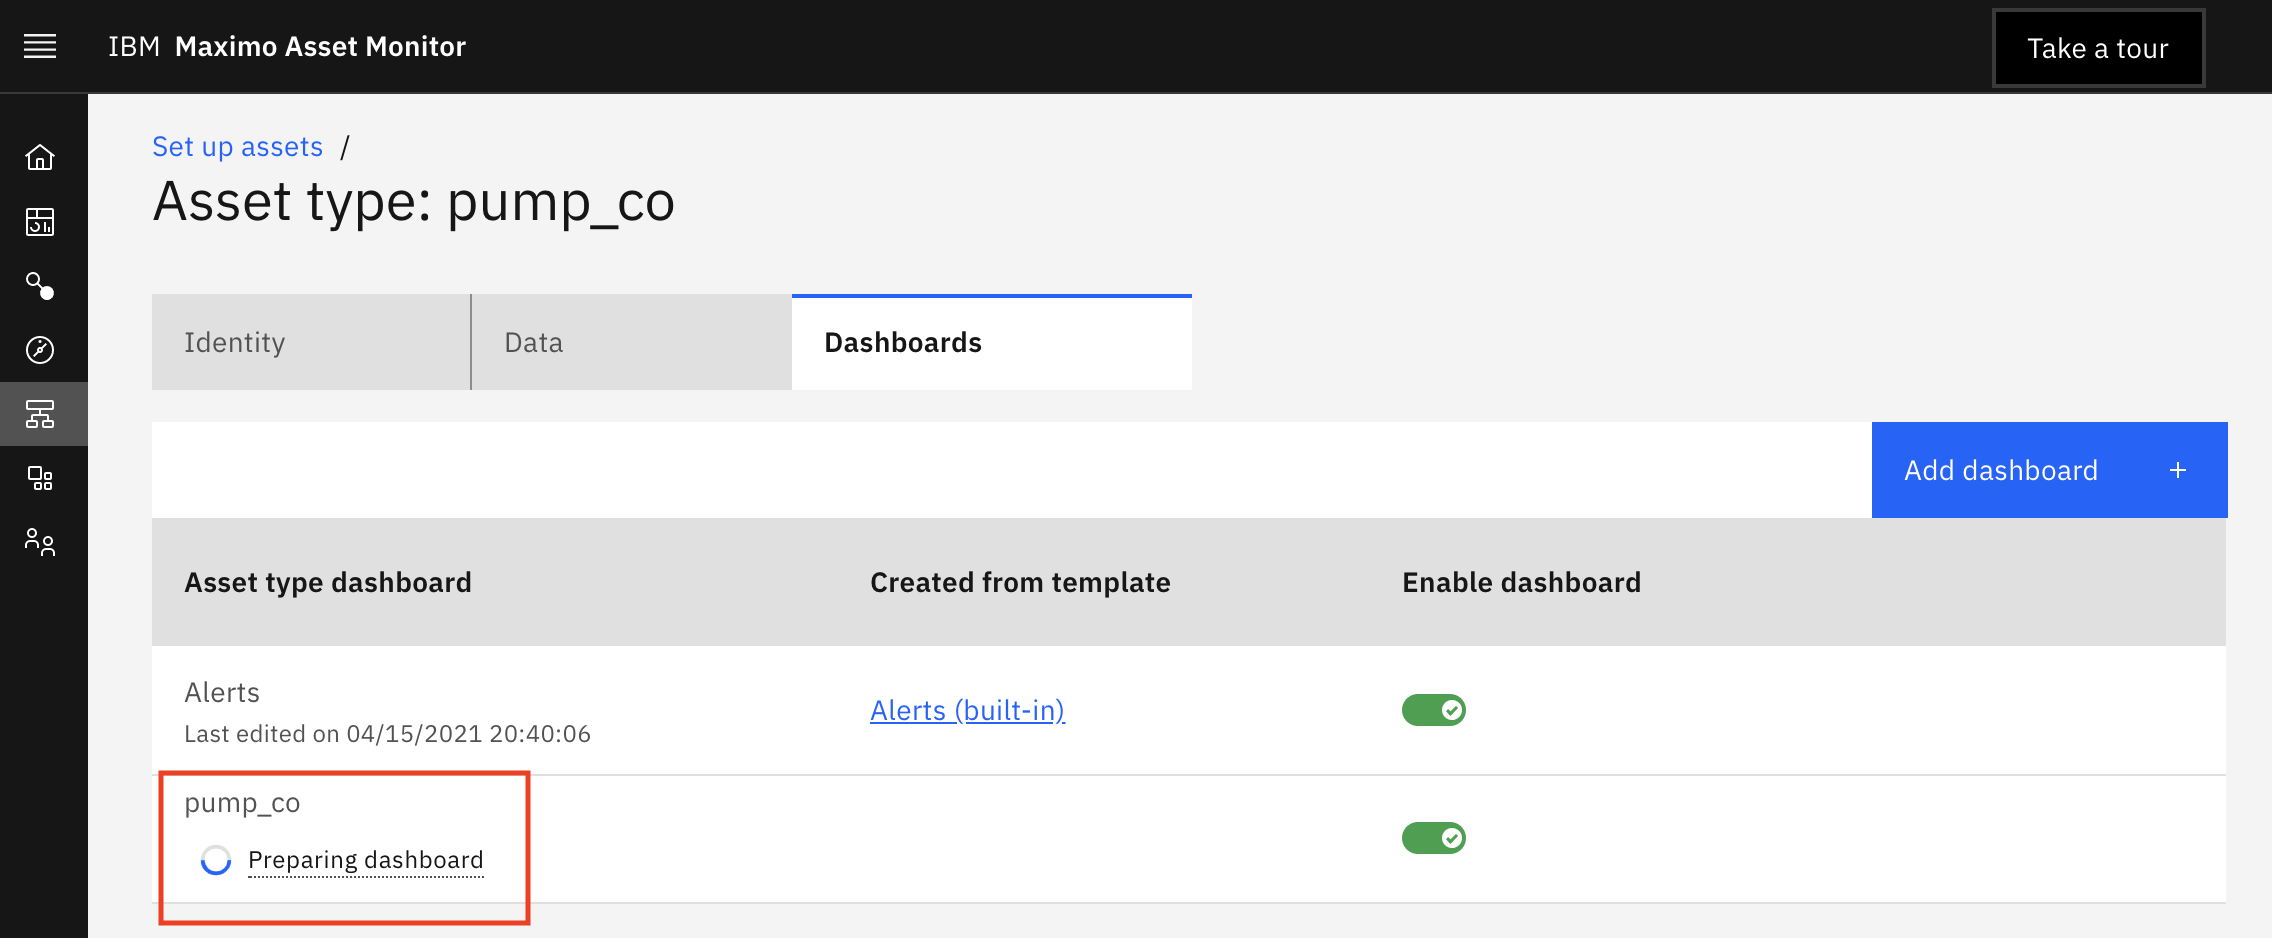 IBM Maximo Asset Monitor
Take a tour
Set up assets /
Asset type: pump_co
Identity
Data
Dashboards
Add dashboard +
Asset type dashboard
Created from template
Enable dashboard
Alerts
Last edited on 04/15/2021 20:40:06
Alerts (built-in)
pump_co
Preparing dashboard